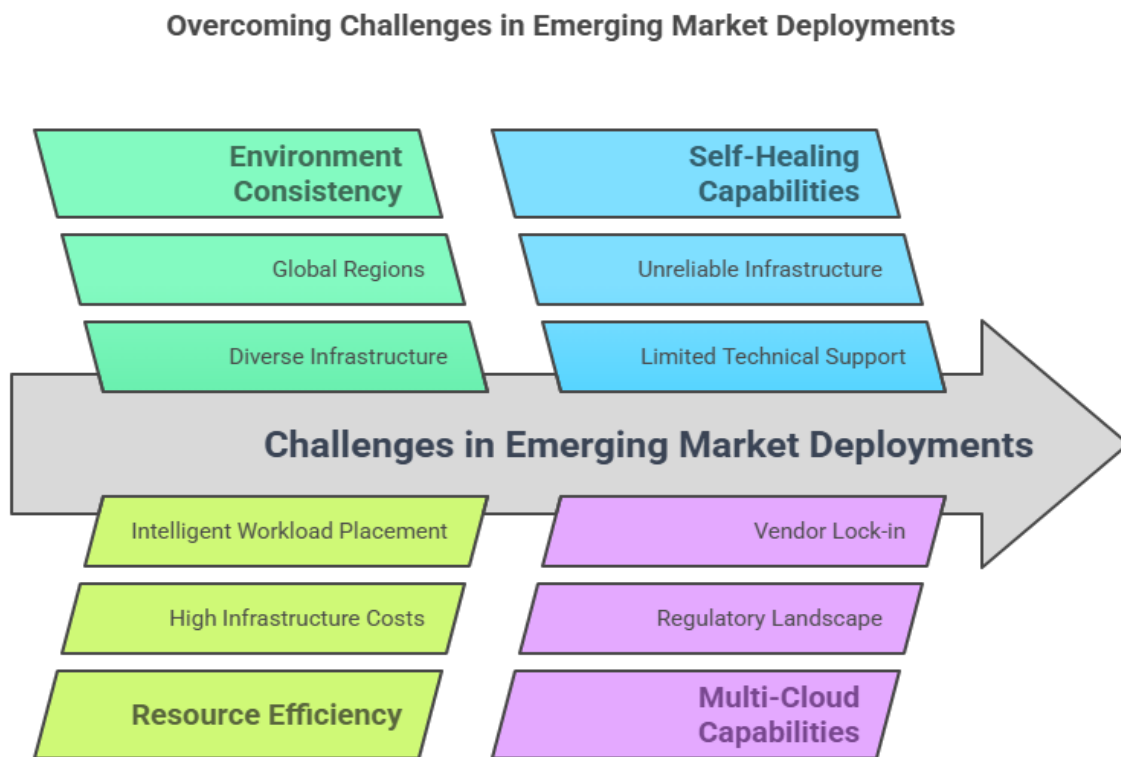 Overcoming Challenges in Emerging Market Deployments
Environment
Consistency
Global Regions
Diverse Infrastructure
Self-Healing
Capabilities
Unreliable Infrastructure
Limited Technical Support
Challenges in Emerging Market Deployments
Intelligent Workload Placement
High Infrastructure Costs
Resource Efficiency
Vendor Lock-in
Regulatory Landscape
Multi-Cloud
Capabilities